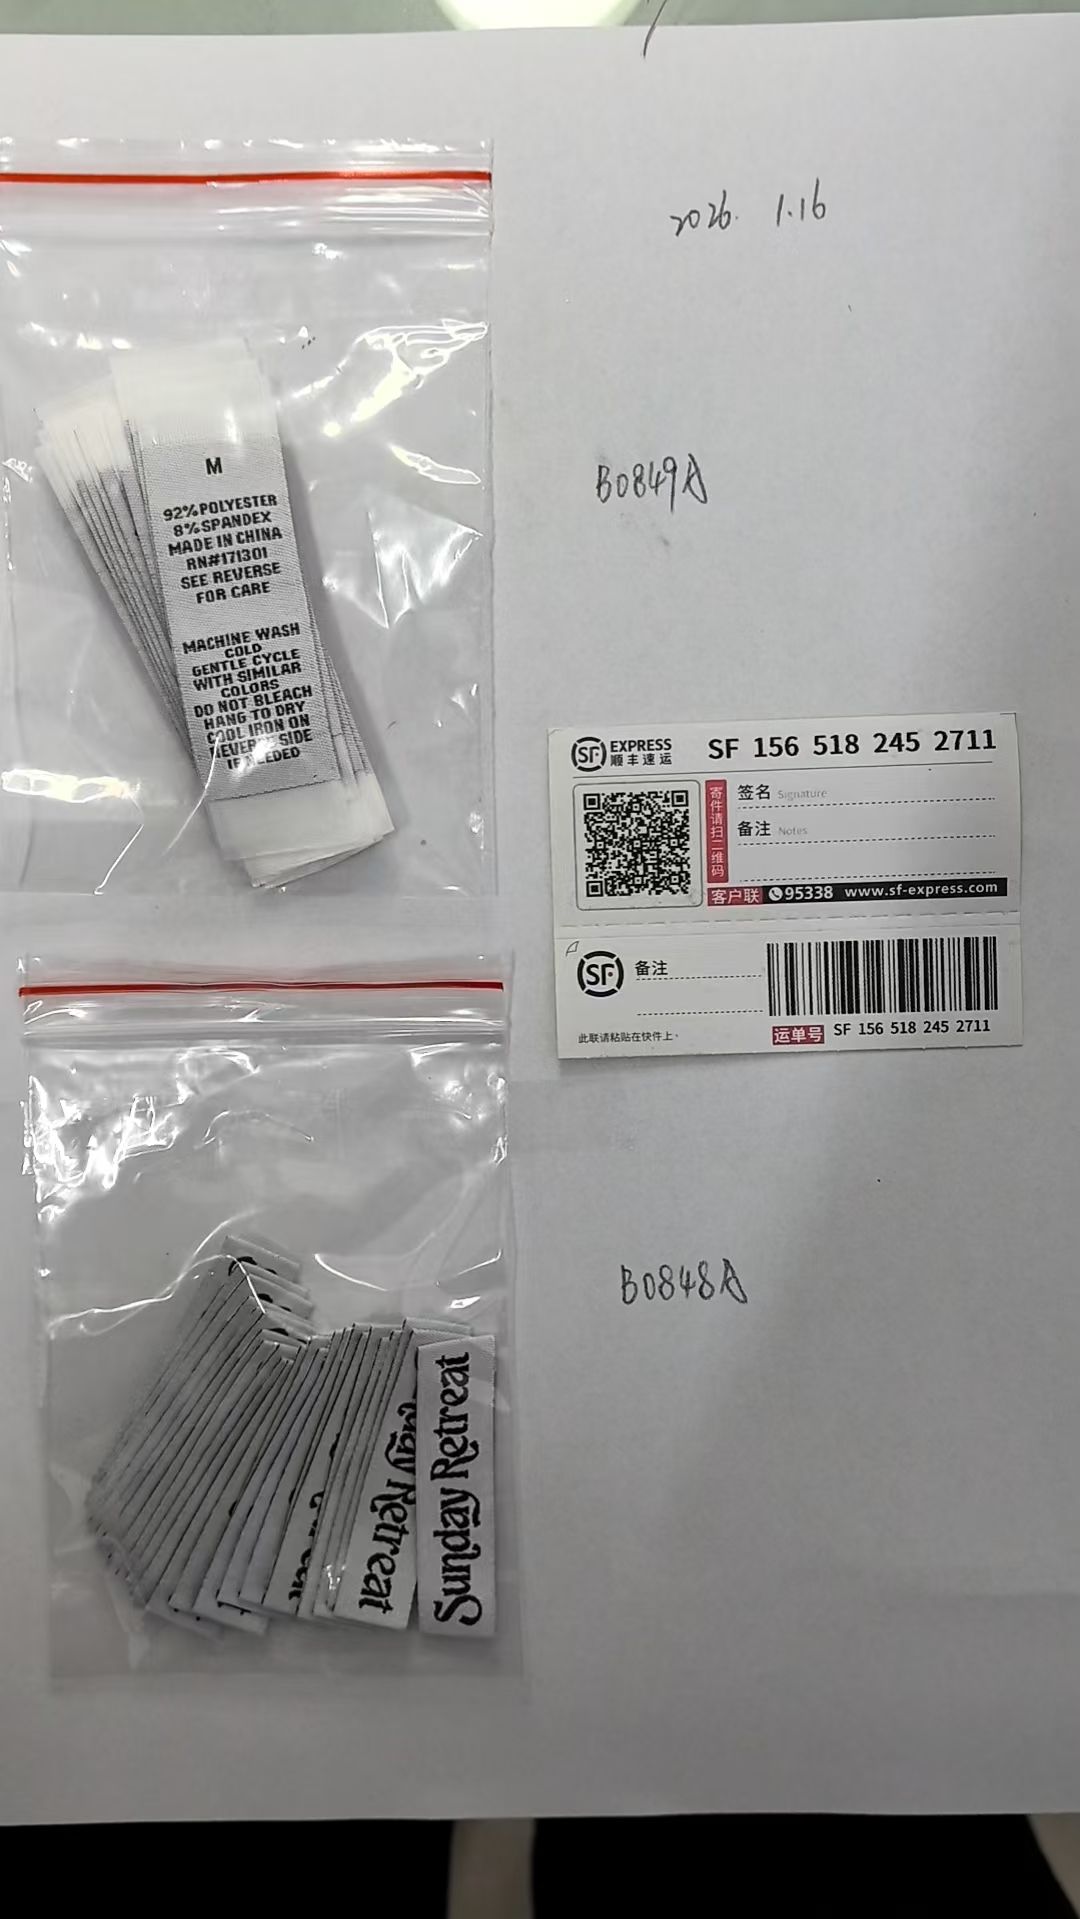 2026. 1.16
M
92% POLYESTER
8% SPANDEX
MADE IN CHINA
RN#171301
SEE REVERSE
FOR CARE
MACHINE WASH
COLD
GENTLE CYCLE
WITH SIMILAR
COLORS
DO NOT BLEACH
HANG TO DRY
COOL IRON ON
REVERSE SIDE
IF NEEDED
B0849A
SF EXPRESS
顺丰速运
SF 156 518 245 2711
寄件请扫二维码
签名 Signature
备注 Notes
客户联 95338 www.sf-express.com
SF 备注
此联请粘贴在快件上、
运单号 SF 156 518 245 2711
B0848A
Sunday Retreat
Retreat